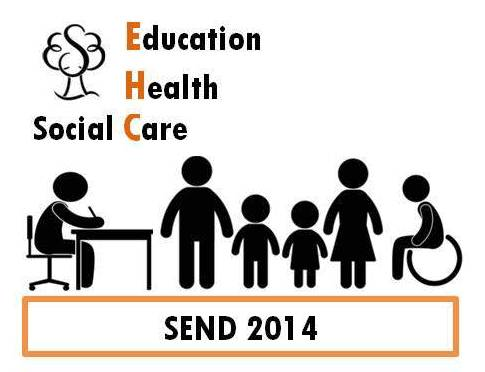 Education
Health
Social Care
SEND 2014